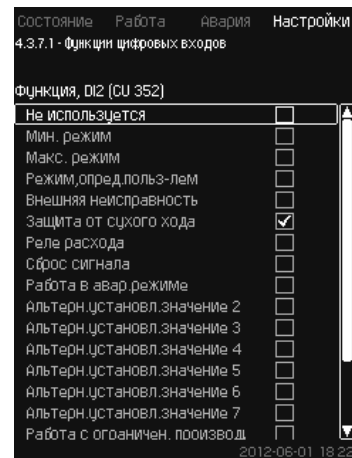 Состояние Работа Авария Настройки
4.3.7.1 - Функции цифровых входов
Функция, DI2 (CU 352)
Не используется
Мин. режим
Макс. режим
Режим,опред.польз-лем
Внешняя неисправность
Защита от сухого хода
Реле расхода
Сброс сигнала
Работа в авар.режиме
Альтерн.установл.значение 2
Альтерн.установл.значение 3
Альтерн.установл.значение 4
Альтерн.установл.значение 5
Альтерн.установл.значение 6
Альтерн.установл.значение 7
Работа с ограничен. производ
2012-06-01 18:22